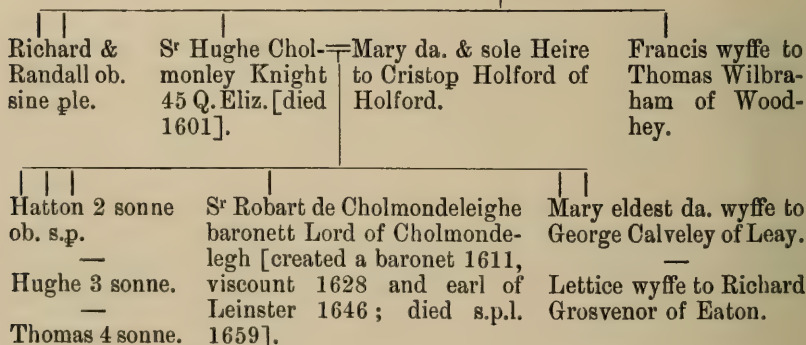 Richard &
Randall ob.
sine ꝑle.
Sʳ Hughe Chol-
monley Knight
45 Q. Eliz. [died
1601].
Mary da. & sole Heire
to Cristoꝑ Holford of
Holford.
Francis wyffe to
Thomas Wilbra-
ham of Wood-
hey.
Hatton 2 sonne
ob. s.p.
—
Hughe 3 sonne.
—
Thomas 4 sonne.
Sʳ Robart de Cholmondeleighe
baronett Lord of Cholmonde-
legh [created a baronet 1611,
viscount 1628 and earl of
Leinster 1646 ; died s.p.l.
1659].
Mary eldest da. wyffe to
George Calveley of Leay.
—
Lettice wyffe to Richard
Grosvenor of Eaton.